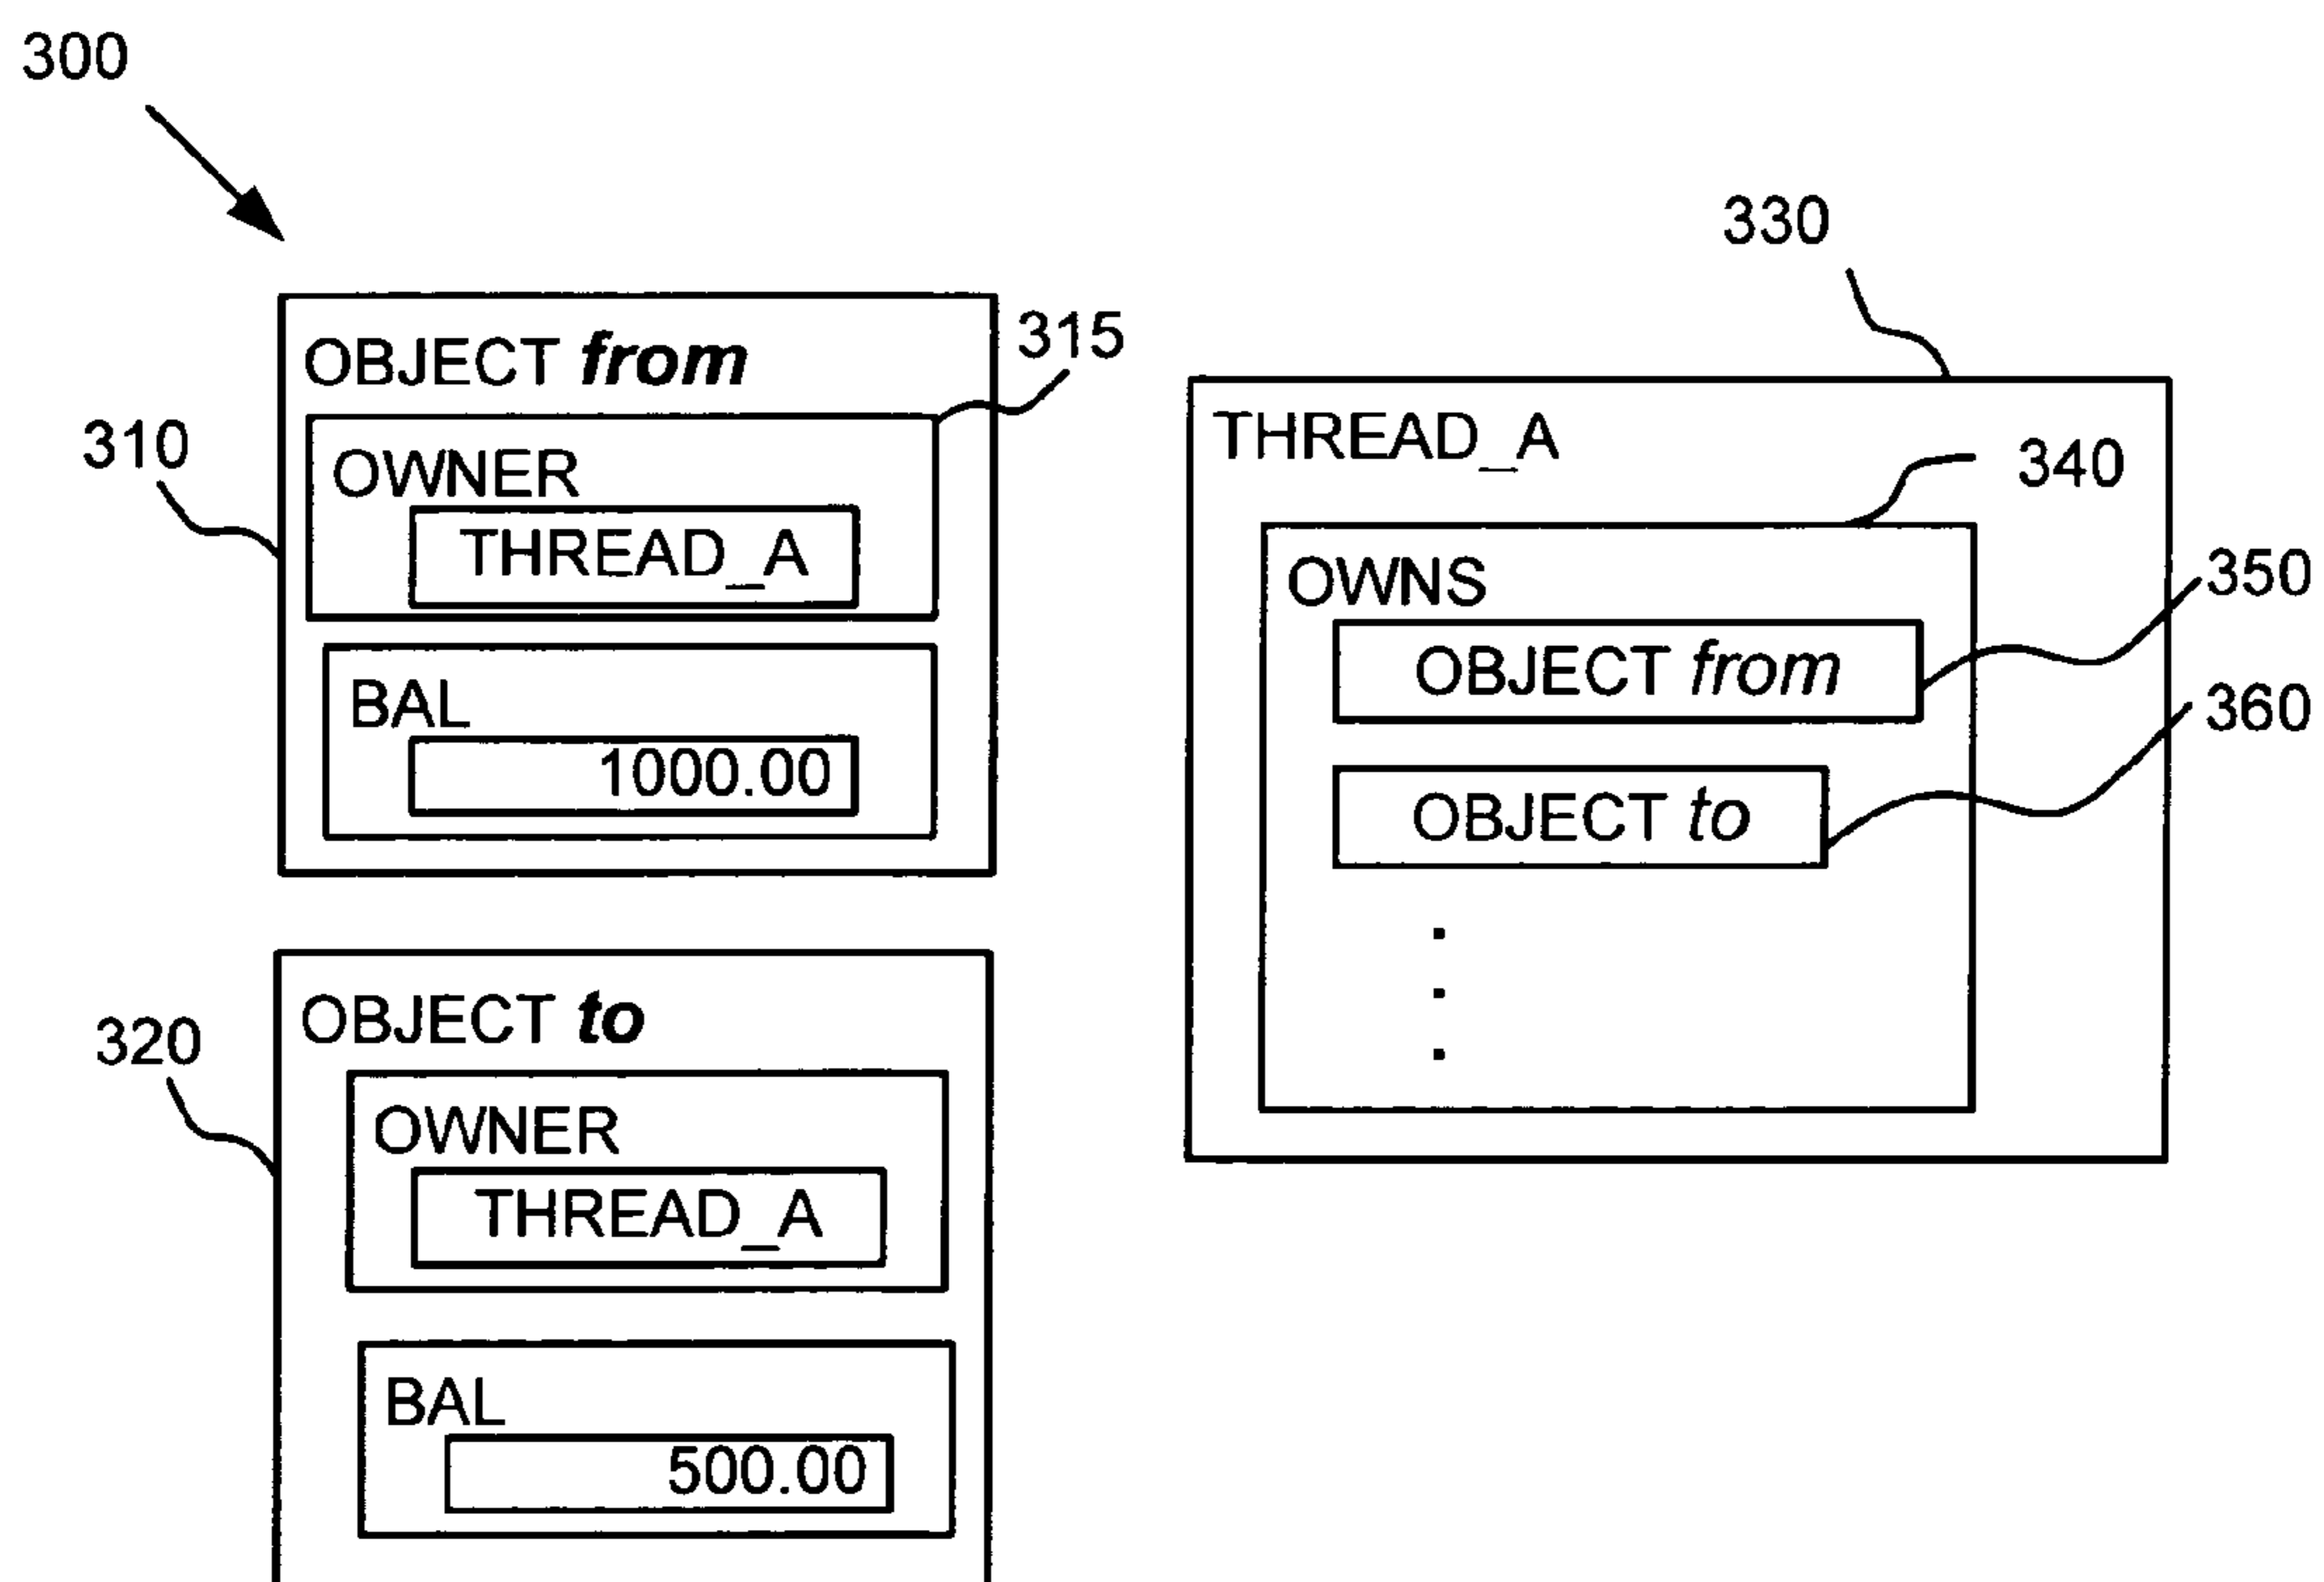 300
OBJECT from
315
310
OWNER
THREAD_A
BAL
1000.00
OBJECT to
320
OWNER
THREAD_A
BAL
500.00
330
THREAD_A
340
OWNS
350
OBJECT from
360
OBJECT to